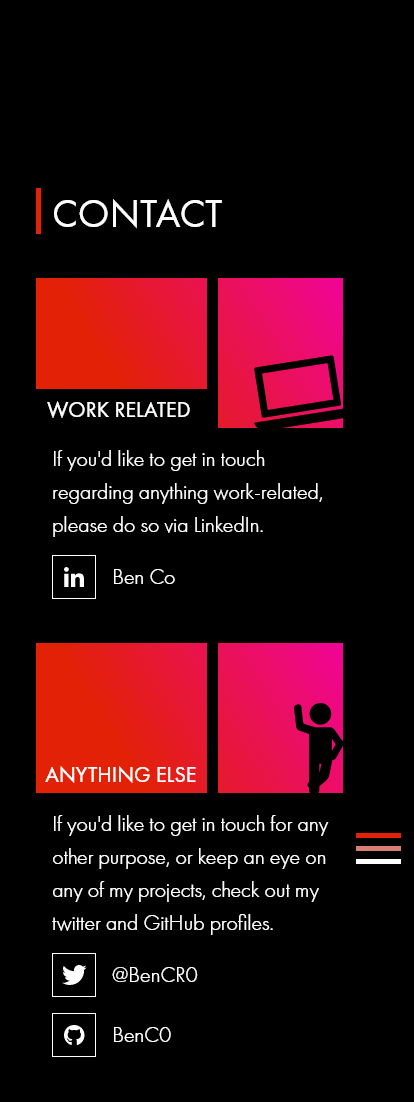 CONTACT
WORK RELATED
If you'd like to get in touch
regarding anything work-related,
please do so via LinkedIn.
in
Ben Co
ANYTHING ELSE
If you'd like to get in touch for any
other purpose, or keep an eye on
any of my projects, check out my
twitter and GitHub profiles.
@BenCR0
BenC0